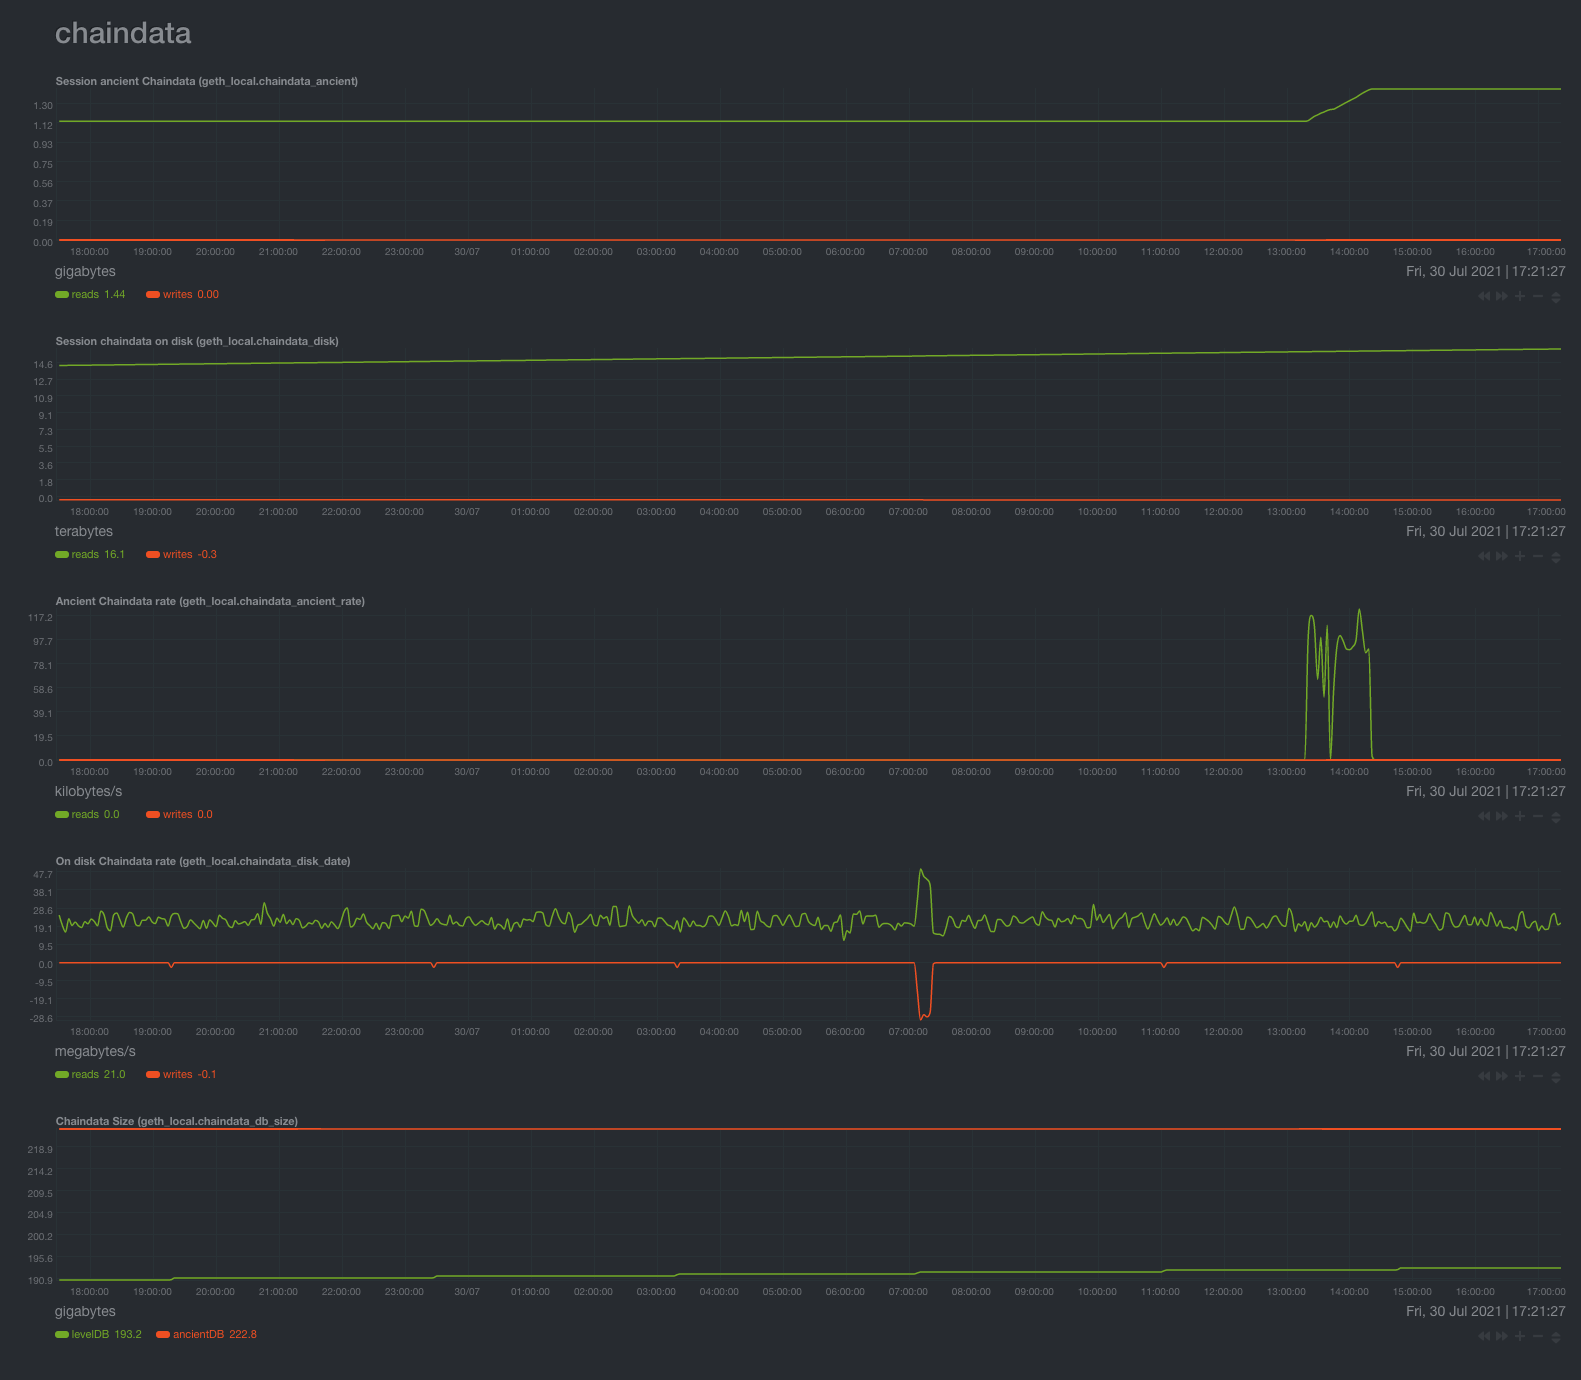 chaindata
Session ancient Chaindata (geth_local.chaindata_ancient)
1.30
1.12
0.93
0.75
0.56
0.37
0.19
0.00
18:00:00 19:00:00 20:00:00 21:00:00 22:00:00 23:00:00 30/07 01:00:00 02:00:00 03:00:00 04:00:00 05:00:00 06:00:00 07:00:00 08:00:00 09:00:00 10:00:00 11:00:00 12:00:00 13:00:00 14:00:00 15:00:00 16:00:00 17:00:00
gigabytes Fri, 30 Jul 2021 | 17:21:27
reads 1.44 writes 0.00
Session chaindata on disk (geth_local.chaindata_disk)
14.6
12.7
10.9
9.1
7.3
5.5
3.6
1.8
0.0
18:00:00 19:00:00 20:00:00 21:00:00 22:00:00 23:00:00 30/07 01:00:00 02:00:00 03:00:00 04:00:00 05:00:00 06:00:00 07:00:00 08:00:00 09:00:00 10:00:00 11:00:00 12:00:00 13:00:00 14:00:00 15:00:00 16:00:00 17:00:00
terabytes Fri, 30 Jul 2021 | 17:21:27
reads 16.1 writes -0.3
Ancient Chaindata rate (geth_local.chaindata_ancient_rate)
117.2
97.7
78.1
58.6
39.1
19.5
0.0
18:00:00 19:00:00 20:00:00 21:00:00 22:00:00 23:00:00 30/07 01:00:00 02:00:00 03:00:00 04:00:00 05:00:00 06:00:00 07:00:00 08:00:00 09:00:00 10:00:00 11:00:00 12:00:00 13:00:00 14:00:00 15:00:00 16:00:00 17:00:00
kilobytes/s Fri, 30 Jul 2021 | 17:21:27
reads 0.0 writes 0.0
On disk Chaindata rate (geth_local.chaindata_disk_date)
47.7
38.1
28.6
19.1
9.5
0.0
-9.5
-19.1
-28.6
18:00:00 19:00:00 20:00:00 21:00:00 22:00:00 23:00:00 30/07 01:00:00 02:00:00 03:00:00 04:00:00 05:00:00 06:00:00 07:00:00 08:00:00 09:00:00 10:00:00 11:00:00 12:00:00 13:00:00 14:00:00 15:00:00 16:00:00 17:00:00
megabytes/s Fri, 30 Jul 2021 | 17:21:27
reads 21.0 writes -0.1
Chaindata Size (geth_local.chaindata_db_size)
218.9
214.2
209.5
204.9
200.2
195.6
190.9
18:00:00 19:00:00 20:00:00 21:00:00 22:00:00 23:00:00 30/07 01:00:00 02:00:00 03:00:00 04:00:00 05:00:00 06:00:00 07:00:00 08:00:00 09:00:00 10:00:00 11:00:00 12:00:00 13:00:00 14:00:00 15:00:00 16:00:00 17:00:00
gigabytes Fri, 30 Jul 2021 | 17:21:27
levelDB 193.2 ancientDB 222.8